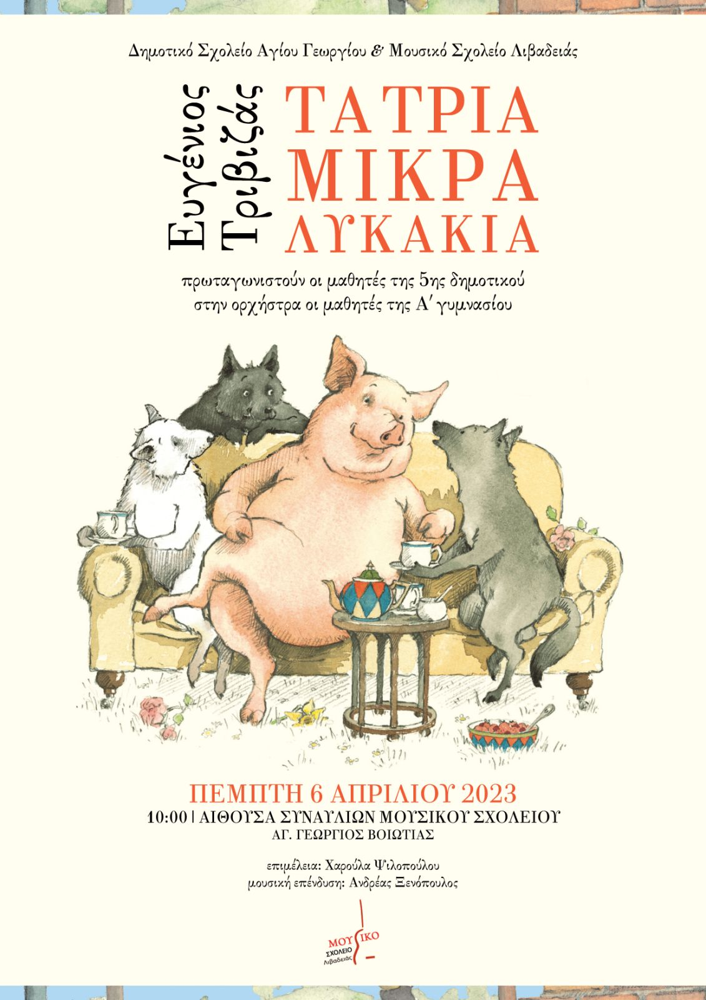 Δημοτικό Σχολείο Αγίου Γεωργίου & Μουσικό Σχολείο Λιβαδειάς
Ευγένιος
Τριβιζάς
ΤΑ ΤΡΙΑ
ΜΙΚΡΑ
ΛΥΚΑΚΙΑ
πρωταγωνιστούν οι μαθητές της 5ης δημοτικού
στην ορχήστρα οι μαθητές της Α΄ γυμνασίου
ΠΕΜΠΤΗ 6 ΑΠΡΙΛΙΟΥ 2023
10:00 | ΑΙΘΟΥΣΑ ΣΥΝΑΥΛΙΩΝ ΜΟΥΣΙΚΟΥ ΣΧΟΛΕΙΟΥ
ΑΓ. ΓΕΩΡΓΙΟΣ ΒΟΙΩΤΙΑΣ
επιμέλεια: Χαρούλα Ψιλοπούλου
μουσική επένδυση: Ανδρέας Ξενόπουλος
ΜΟΥΣΙΚΟ
ΣΧΟΛΕΙΟ
Λιβαδειάς